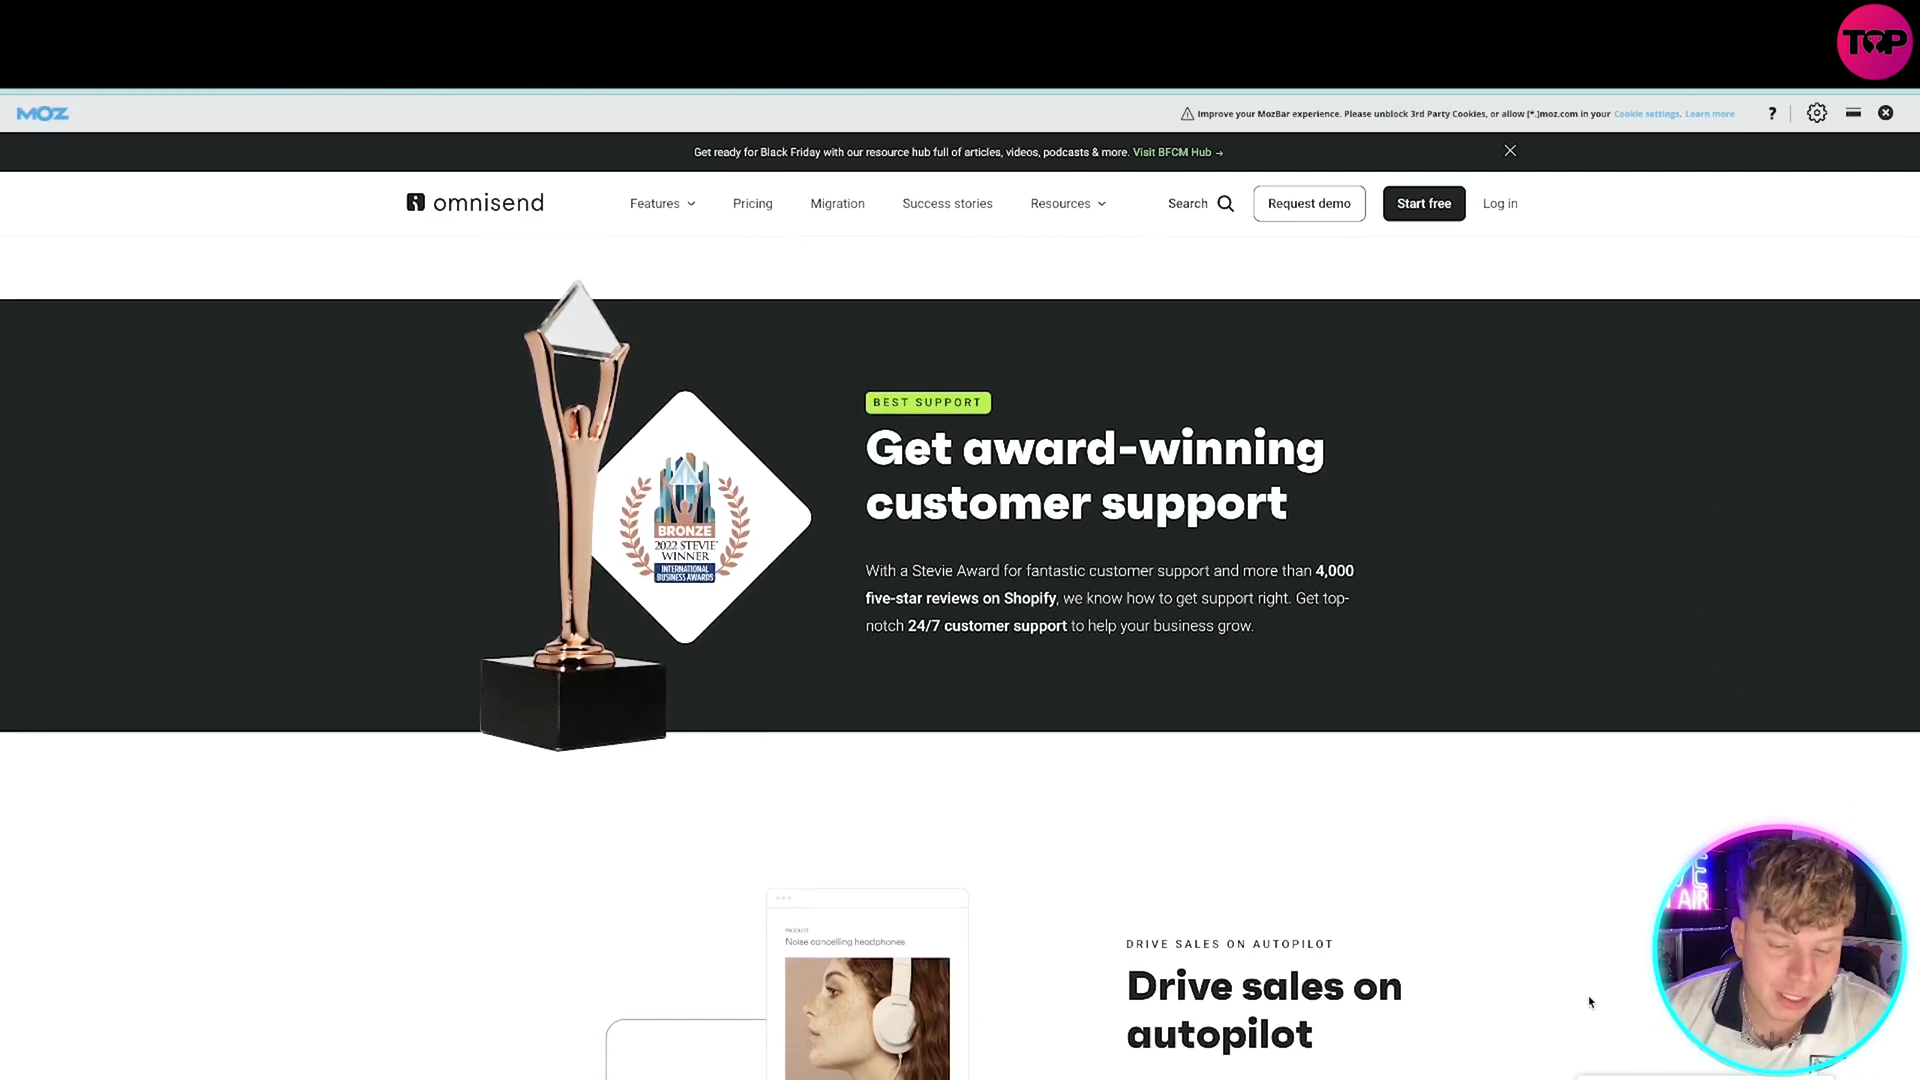 TOP
MOZ
Improve your MozBar experience. Please unblock 3rd Party Cookies, or allow [*.]moz.com in your Cookie settings. Learn more
?
Get ready for Black Friday with our resource hub full of articles, videos, podcasts & more. Visit BFCM Hub →
omnisend
Features
Pricing
Migration
Success stories
Resources
Search
Request demo
Start free
Log in
BEST SUPPORT
Get award-winning
customer support
BRONZE
2022 STEVIE®
WINNER
INTERNATIONAL
BUSINESS AWARDS
With a Stevie Award for fantastic customer support and more than 4,000
five-star reviews on Shopify, we know how to get support right. Get top-
notch 24/7 customer support to help your business grow.
PRODUCT
Noise cancelling headphones
DRIVE SALES ON AUTOPILOT
Drive sales on
autopilot
AIR